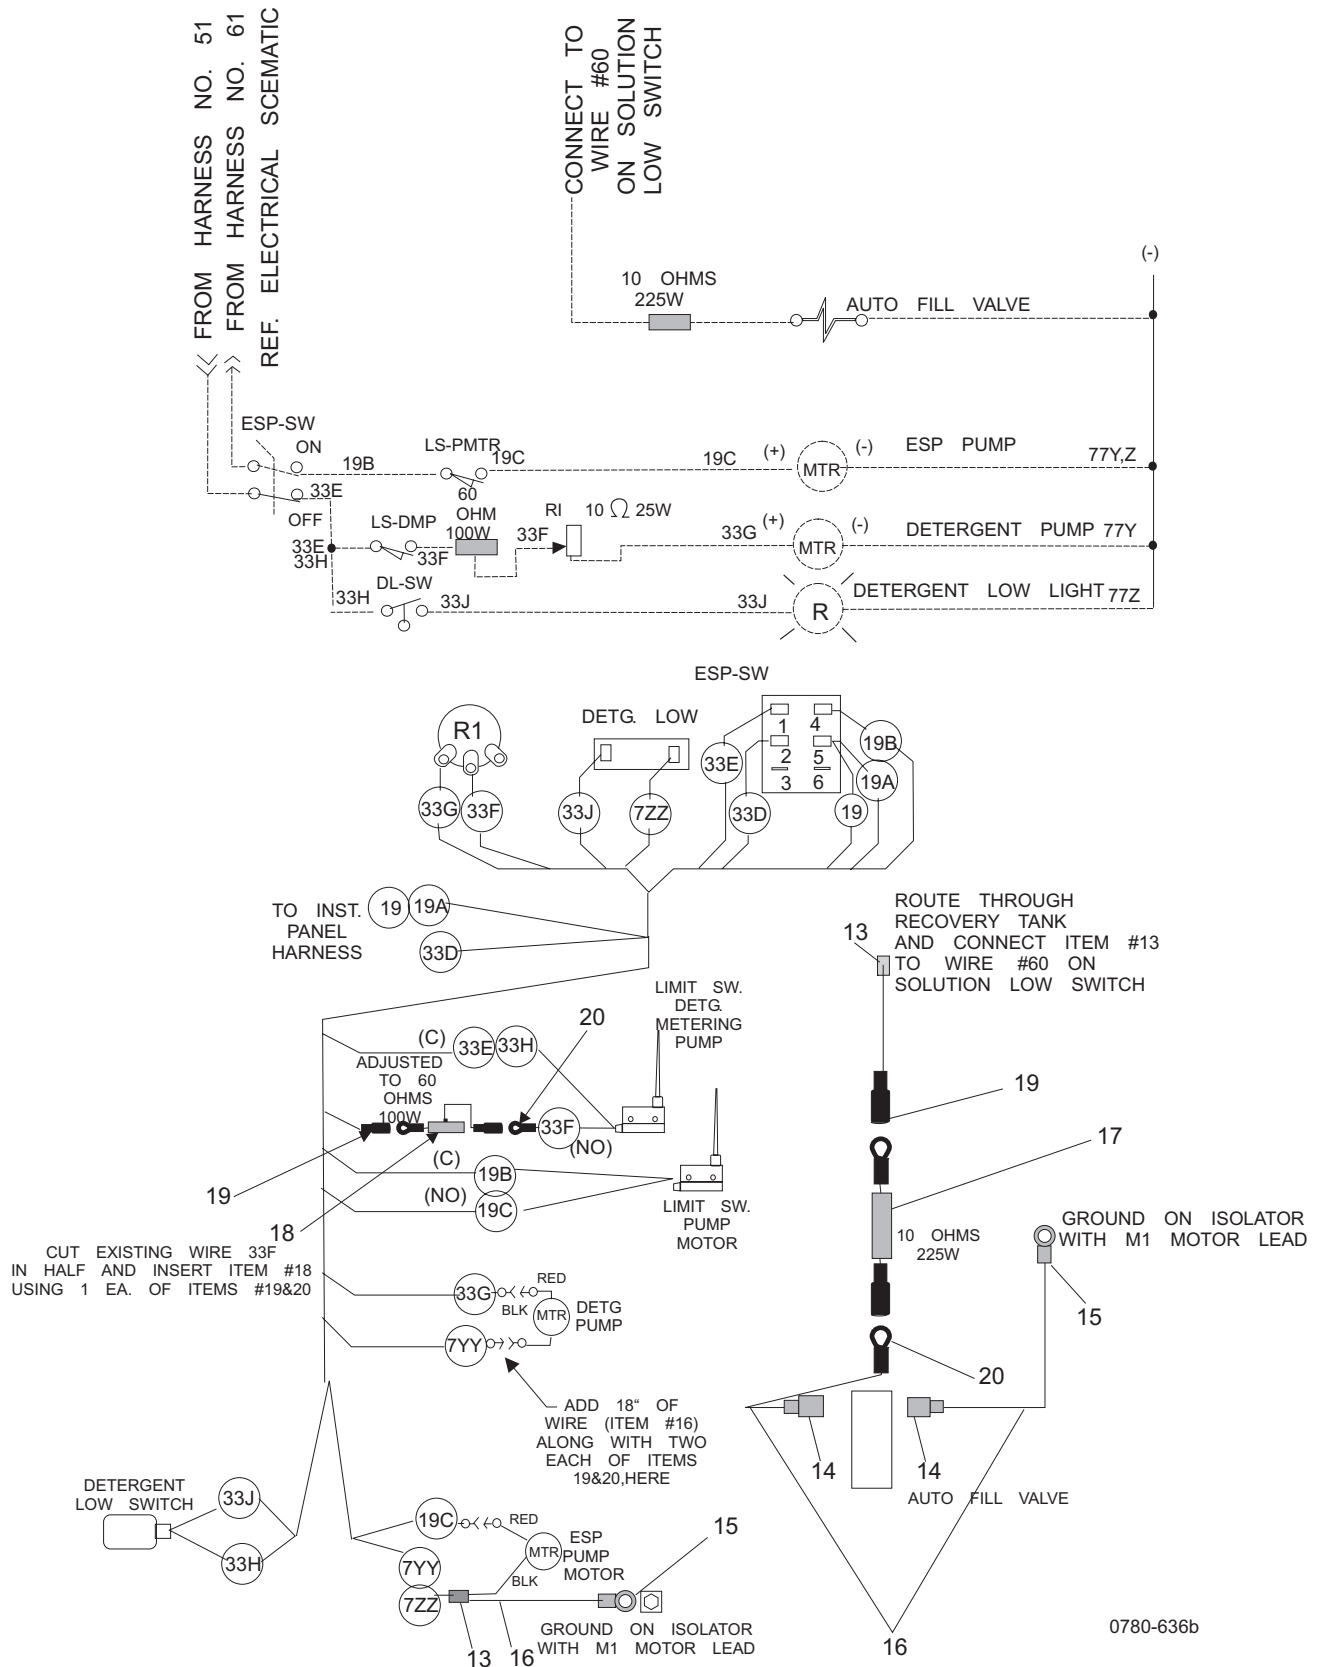 FROM HARNESS NO. 51
FROM HARNESS NO. 61
REF. ELECTRICAL SCEMATIC
CONNECT TO
WIRE #60
ON SOLUTION
LOW SWITCH
(-)
10 OHMS
225W
AUTO FILL VALVE
ESP-SW
ON
19B
LS-PMTR
19C
19C
(+)
MTR
(-)
ESP PUMP
77Y,Z
33E
OFF
LS-DMP
60
OHM
100W
33F
33F
RI
10 Ω 25W
33G
(+)
MTR
(-)
DETERGENT PUMP
77Y
33E
33H
DL-SW
33H
33J
33J
R
DETERGENT LOW LIGHT
77Z
ESP-SW
R1
DETG. LOW
1
4
2
5
3
6
33E
19B
19A
33G
33F
33J
7ZZ
33D
19
TO INST.
PANEL
HARNESS
19
19A
33D
13
ROUTE THROUGH
RECOVERY TANK
AND CONNECT ITEM #13
TO WIRE #60 ON
SOLUTION LOW SWITCH
LIMIT SW.
DETG.
METERING
PUMP
20
(C)
33E
33H
ADJUSTED
TO 60
OHMS
100W
33F
(NO)
19
(C)
19B
(NO)
19C
LIMIT SW.
PUMP
MOTOR
18
CUT EXISTING WIRE 33F
IN HALF AND INSERT ITEM #18
USING 1 EA. OF ITEMS #19&20
19
17
10 OHMS
225W
GROUND ON ISOLATOR
WITH M1 MOTOR LEAD
15
33G
RED
BLK
MTR
DETG
PUMP
7YY
ADD 18“ OF
WIRE (ITEM #16)
ALONG WITH TWO
EACH OF ITEMS
19&20,HERE
20
14
14
AUTO FILL VALVE
DETERGENT
LOW SWITCH
33J
33H
19C
RED
MTR
ESP
PUMP
MOTOR
BLK
7YY
7ZZ
15
13
16
GROUND ON ISOLATOR
WITH M1 MOTOR LEAD
16
0780-636b